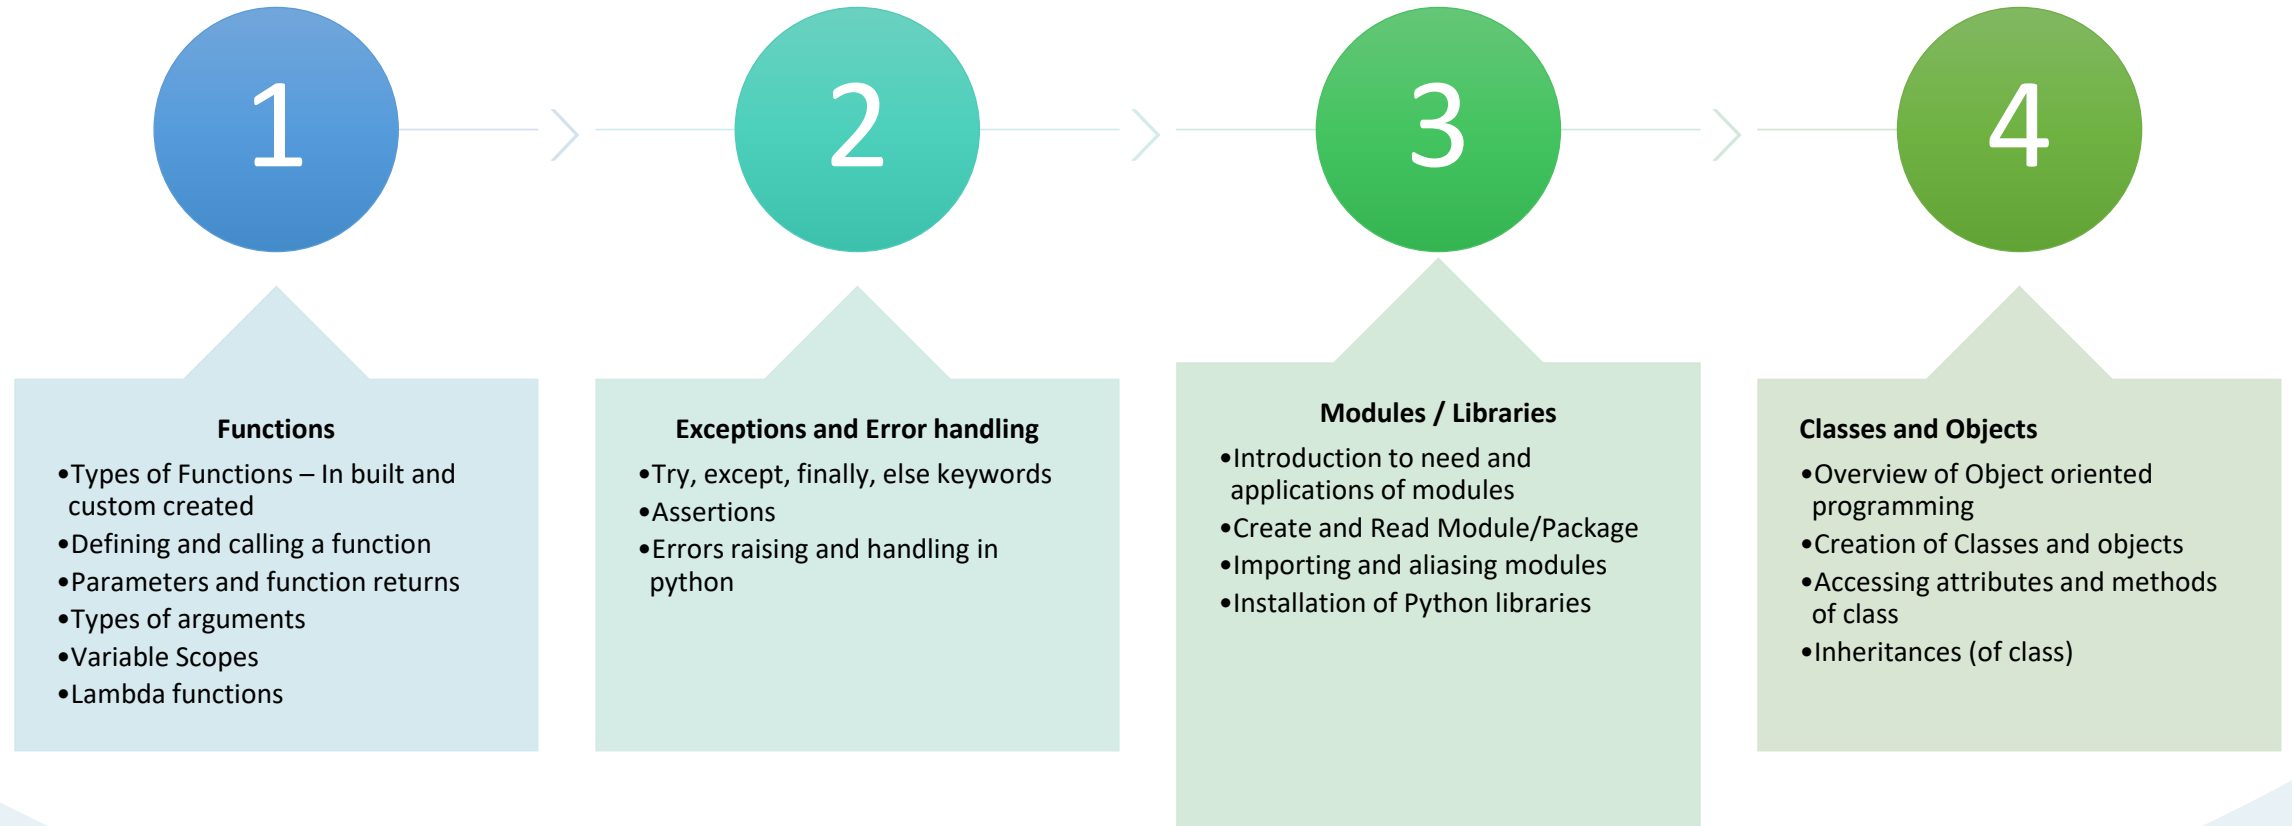 1
2
3
4
Functions
•Types of Functions – In built and
custom created
•Defining and calling a function
•Parameters and function returns
•Types of arguments
•Variable Scopes
•Lambda functions
Exceptions and Error handling
•Try, except, finally, else keywords
•Assertions
•Errors raising and handling in
python
Modules / Libraries
•Introduction to need and
applications of modules
•Create and Read Module/Package
•Importing and aliasing modules
•Installation of Python libraries
Classes and Objects
•Overview of Object oriented
programming
•Creation of Classes and objects
•Accessing attributes and methods
of class
•Inheritances (of class)